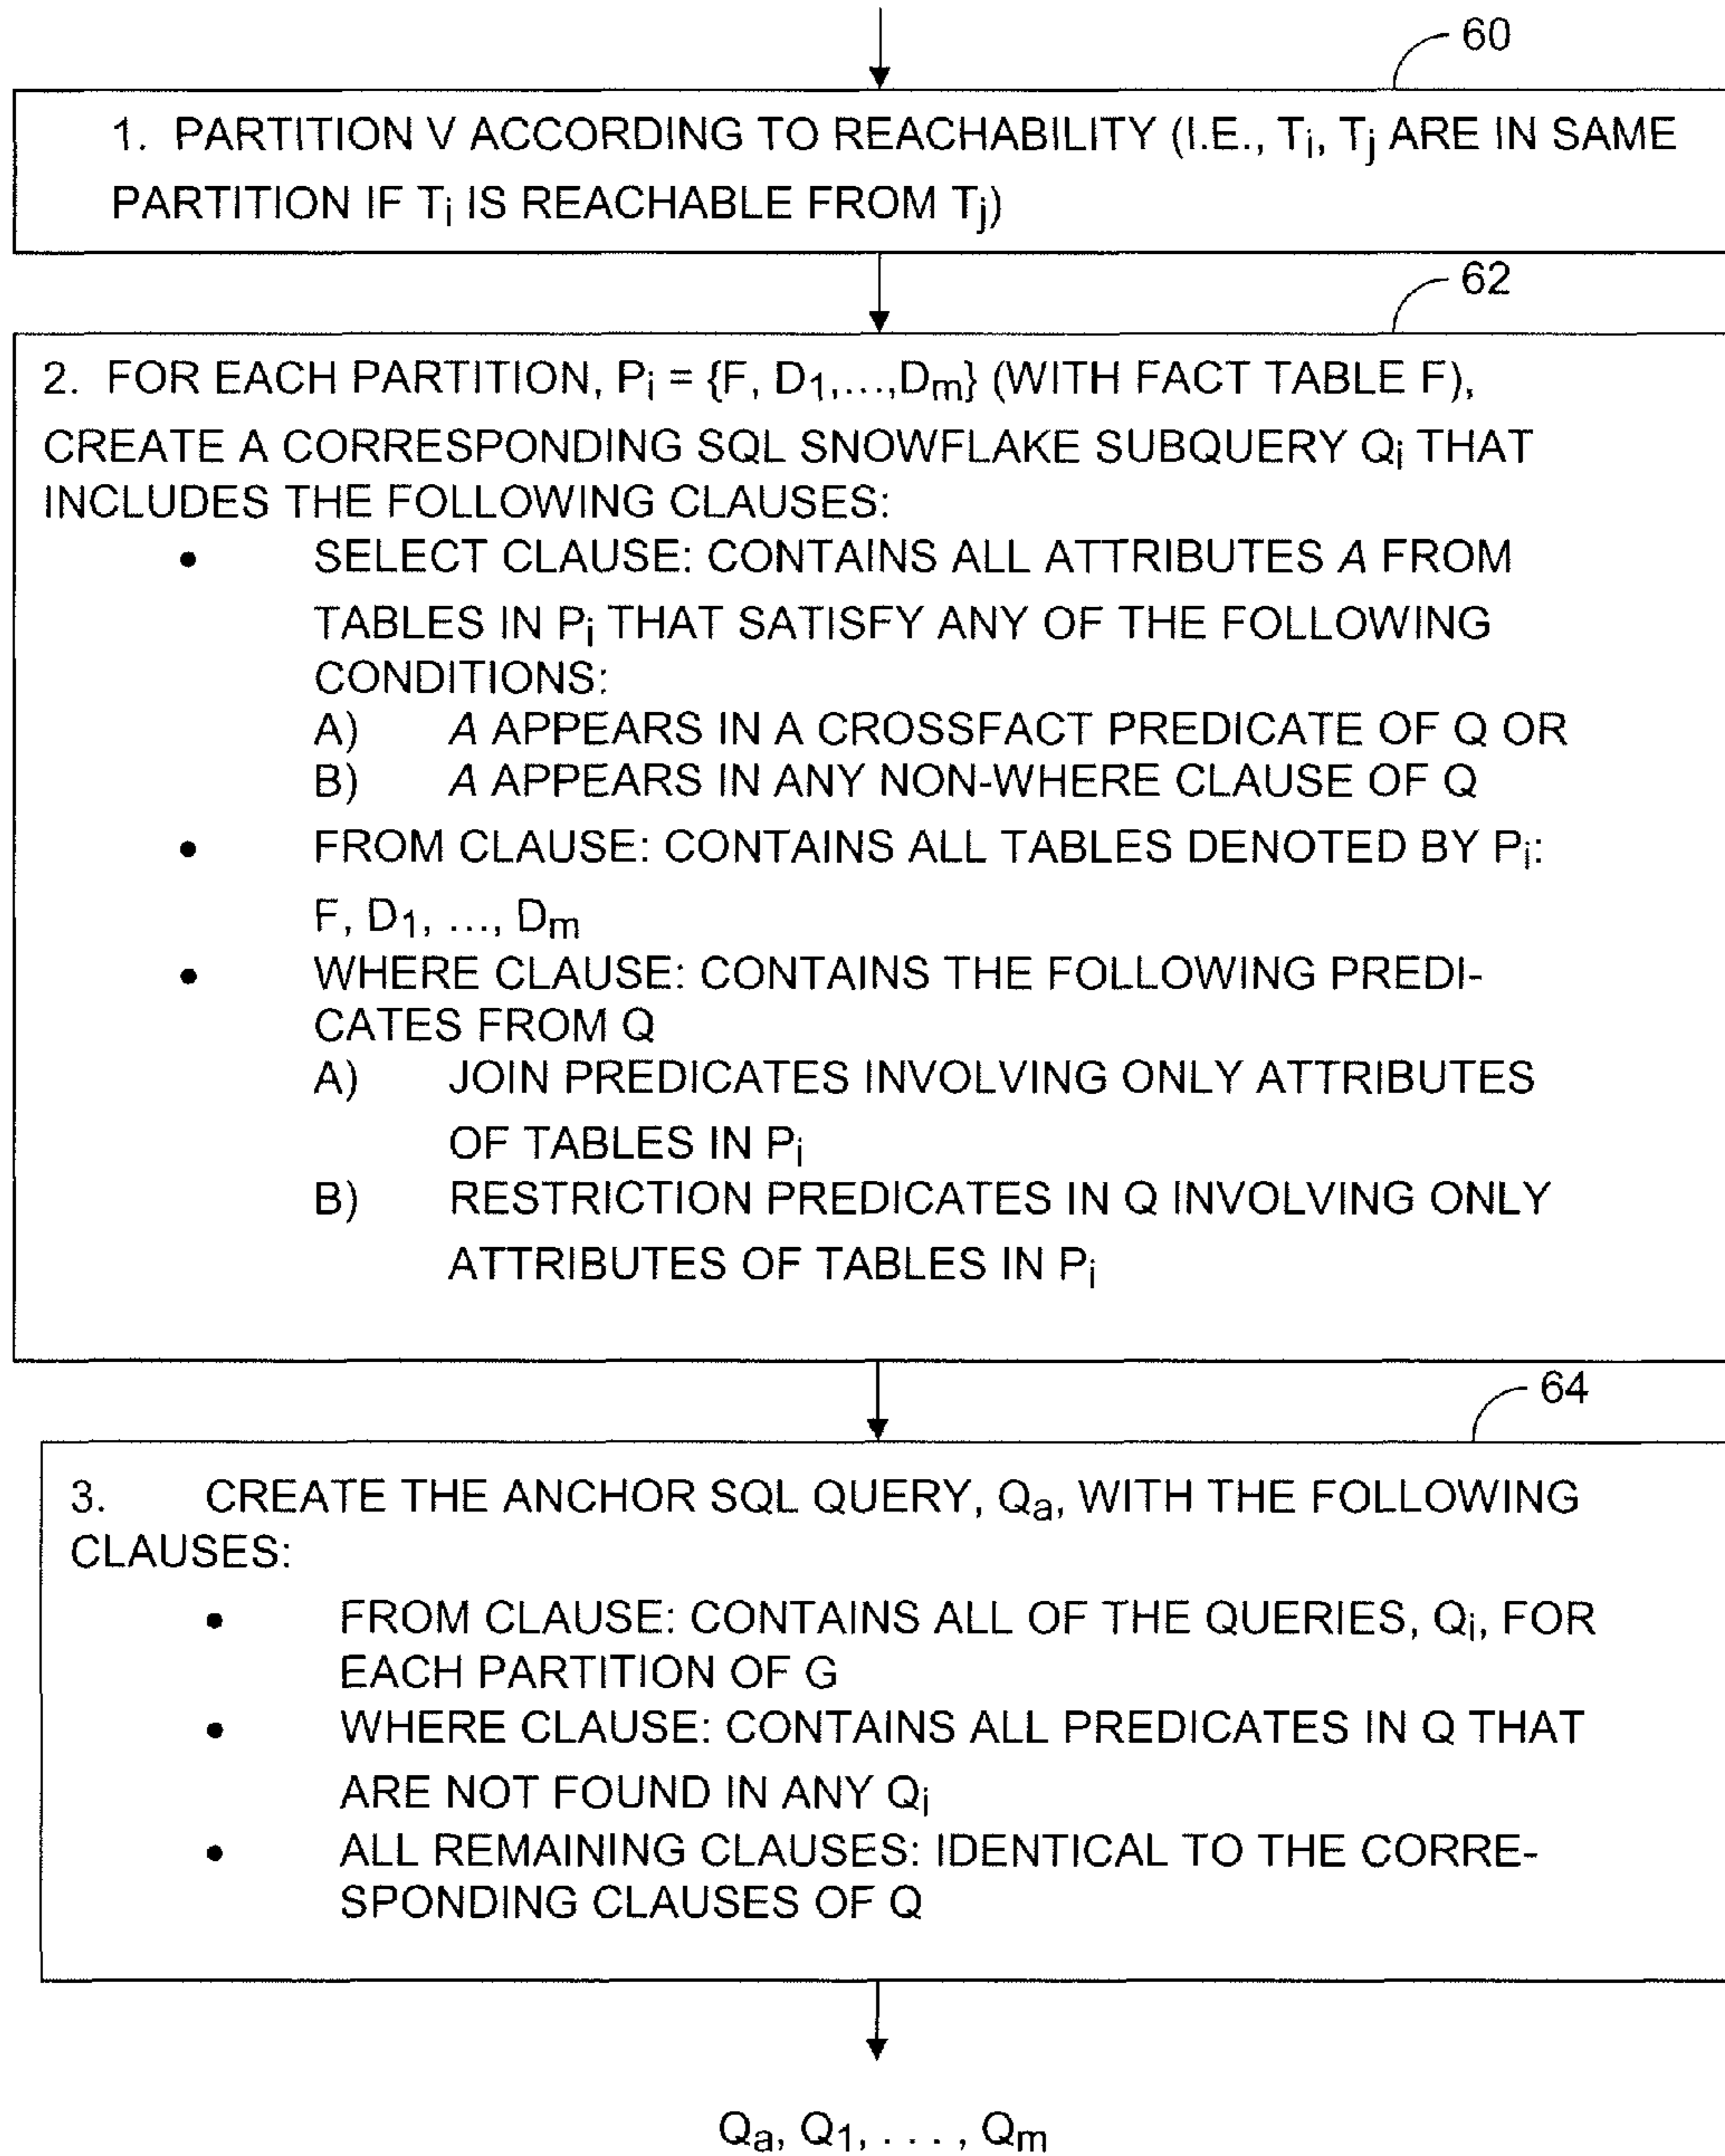 60
1. PARTITION V ACCORDING TO REACHABILITY (I.E., Ti, Tj ARE IN SAME
PARTITION IF Ti IS REACHABLE FROM Tj)
62
2. FOR EACH PARTITION, Pi = {F, D1,...,Dm} (WITH FACT TABLE F),
CREATE A CORRESPONDING SQL SNOWFLAKE SUBQUERY Qi THAT
INCLUDES THE FOLLOWING CLAUSES:
• SELECT CLAUSE: CONTAINS ALL ATTRIBUTES A FROM
TABLES IN Pi THAT SATISFY ANY OF THE FOLLOWING
CONDITIONS:
A) A APPEARS IN A CROSSFACT PREDICATE OF Q OR
B) A APPEARS IN ANY NON-WHERE CLAUSE OF Q
• FROM CLAUSE: CONTAINS ALL TABLES DENOTED BY Pi:
F, D1, ..., Dm
• WHERE CLAUSE: CONTAINS THE FOLLOWING PREDI-
CATES FROM Q
A) JOIN PREDICATES INVOLVING ONLY ATTRIBUTES
OF TABLES IN Pi
B) RESTRICTION PREDICATES IN Q INVOLVING ONLY
ATTRIBUTES OF TABLES IN Pi
64
3. CREATE THE ANCHOR SQL QUERY, Qa, WITH THE FOLLOWING
CLAUSES:
• FROM CLAUSE: CONTAINS ALL OF THE QUERIES, Qi, FOR
EACH PARTITION OF G
• WHERE CLAUSE: CONTAINS ALL PREDICATES IN Q THAT
ARE NOT FOUND IN ANY Qi
• ALL REMAINING CLAUSES: IDENTICAL TO THE CORRE-
SPONDING CLAUSES OF Q
Qa, Q1, . . . , Qm